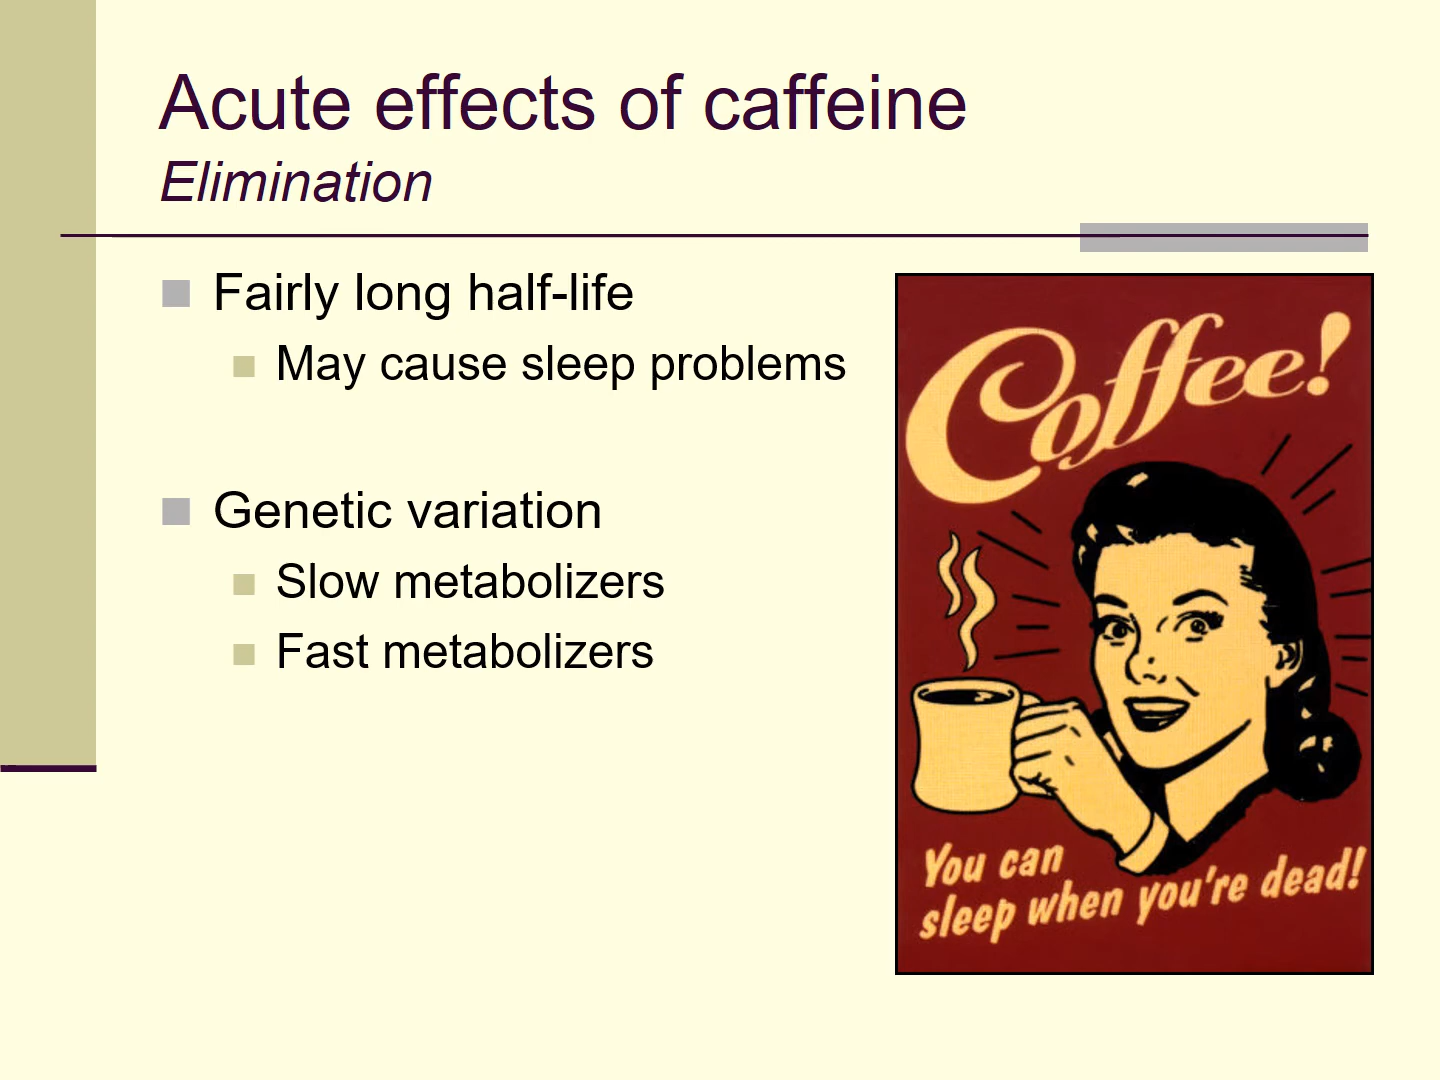 Acute effects of caffeine
Elimination
Fairly long half-life
May cause sleep problems
Genetic variation
Slow metabolizers
Fast metabolizers
Coffee!
You can
sleep when you're dead!